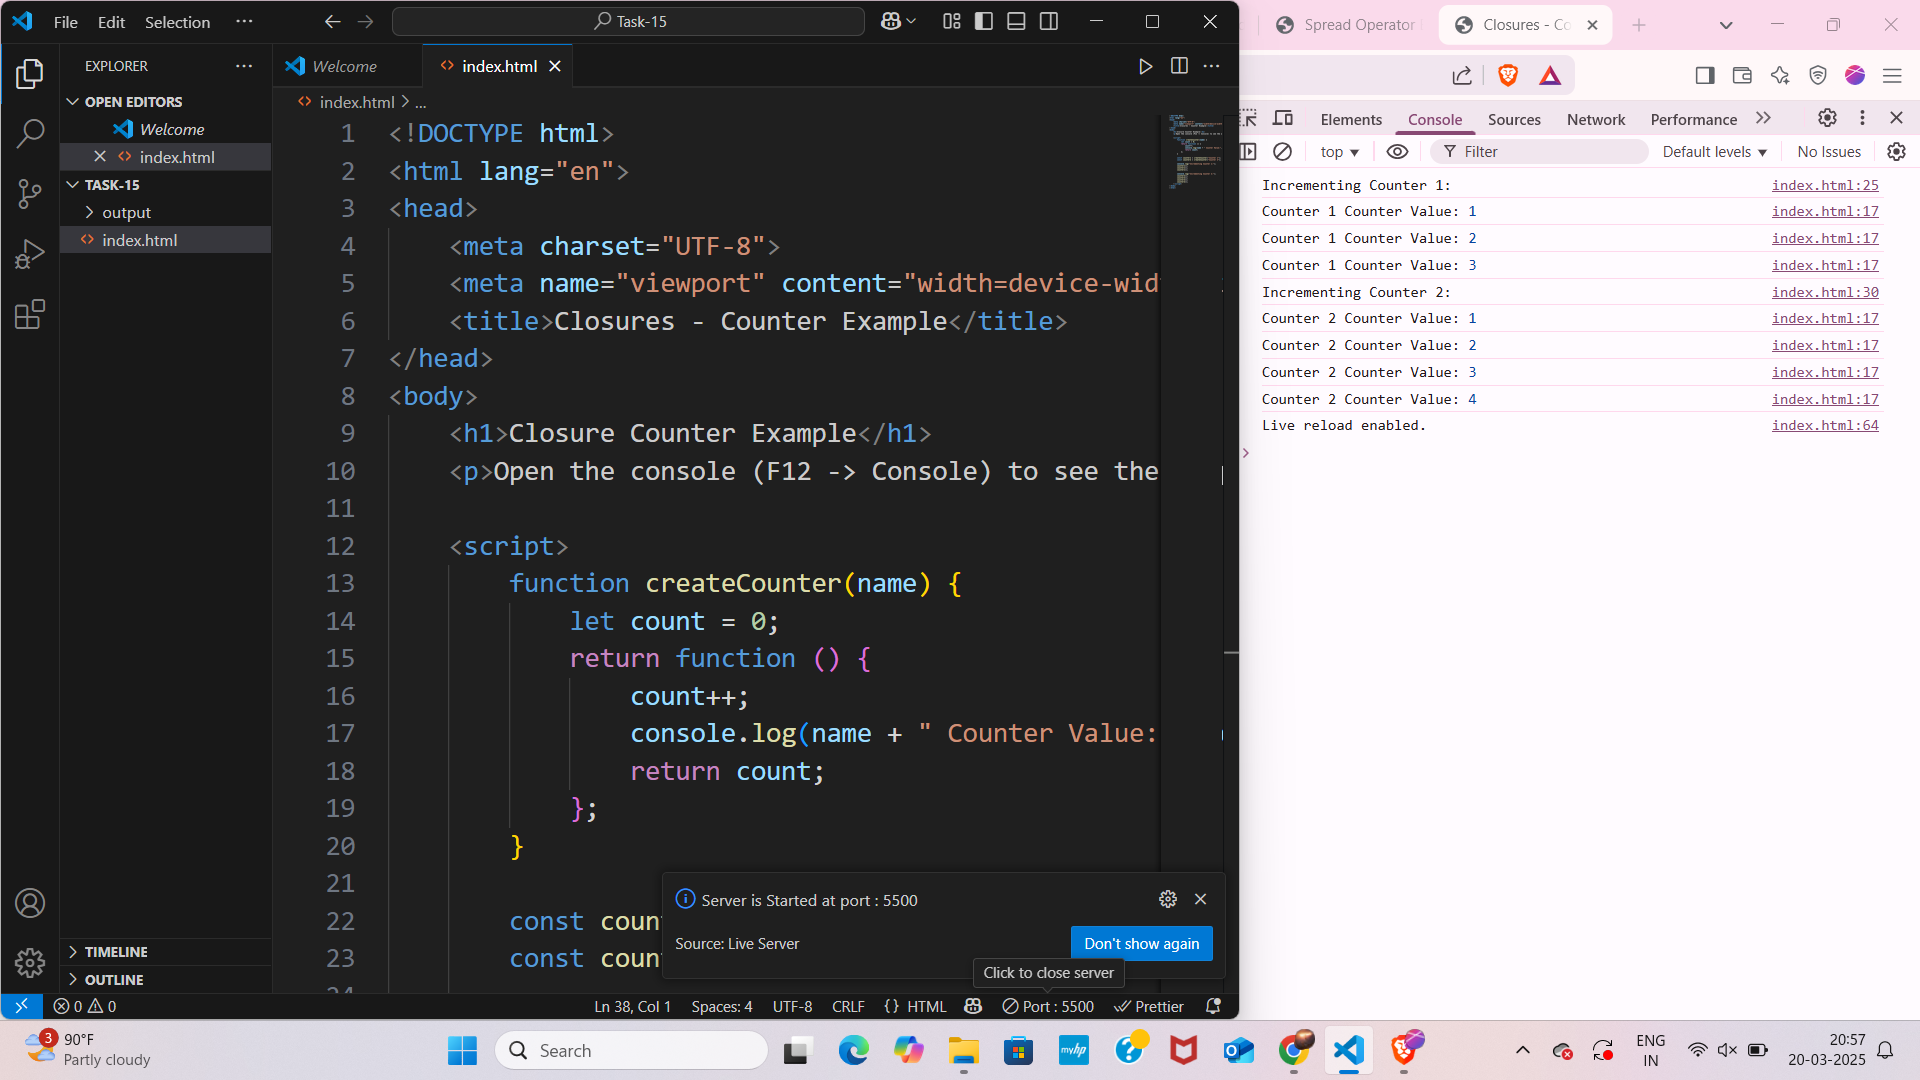 File Edit Selection ···
Task-15
EXPLORER
OPEN EDITORS
Welcome
index.html
TASK-15
output
index.html
TIMELINE
OUTLINE
Welcome
index.html
index.html > ...
1 <!DOCTYPE html>
2 <html lang="en">
3 <head>
4 <meta charset="UTF-8">
5 <meta name="viewport" content="width=device-wid
6 <title>Closures - Counter Example</title>
7 </head>
8 <body>
9 <h1>Closure Counter Example</h1>
10 <p>Open the console (F12 -> Console) to see the
11
12 <script>
13 function createCounter(name) {
14 let count = 0;
15 return function () {
16 count++;
17 console.log(name + " Counter Value:
18 return count;
19 };
20 }
21
22 const coun
23 const coun
24
Server is Started at port : 5500
Source: Live Server
Don't show again
Click to close server
0 0
Ln 38, Col 1 Spaces: 4 UTF-8 CRLF {} HTML Port : 5500 Prettier
Spread Operator
Closures - Co
Elements Console Sources Network Performance
top
Filter
Default levels
No Issues
Incrementing Counter 1: index.html:25
Counter 1 Counter Value: 1 index.html:17
Counter 1 Counter Value: 2 index.html:17
Counter 1 Counter Value: 3 index.html:17
Incrementing Counter 2: index.html:30
Counter 2 Counter Value: 1 index.html:17
Counter 2 Counter Value: 2 index.html:17
Counter 2 Counter Value: 3 index.html:17
Counter 2 Counter Value: 4 index.html:17
Live reload enabled. index.html:64
3
90°F
Partly cloudy
Search
myhp
ENG
IN
20:57
20-03-2025